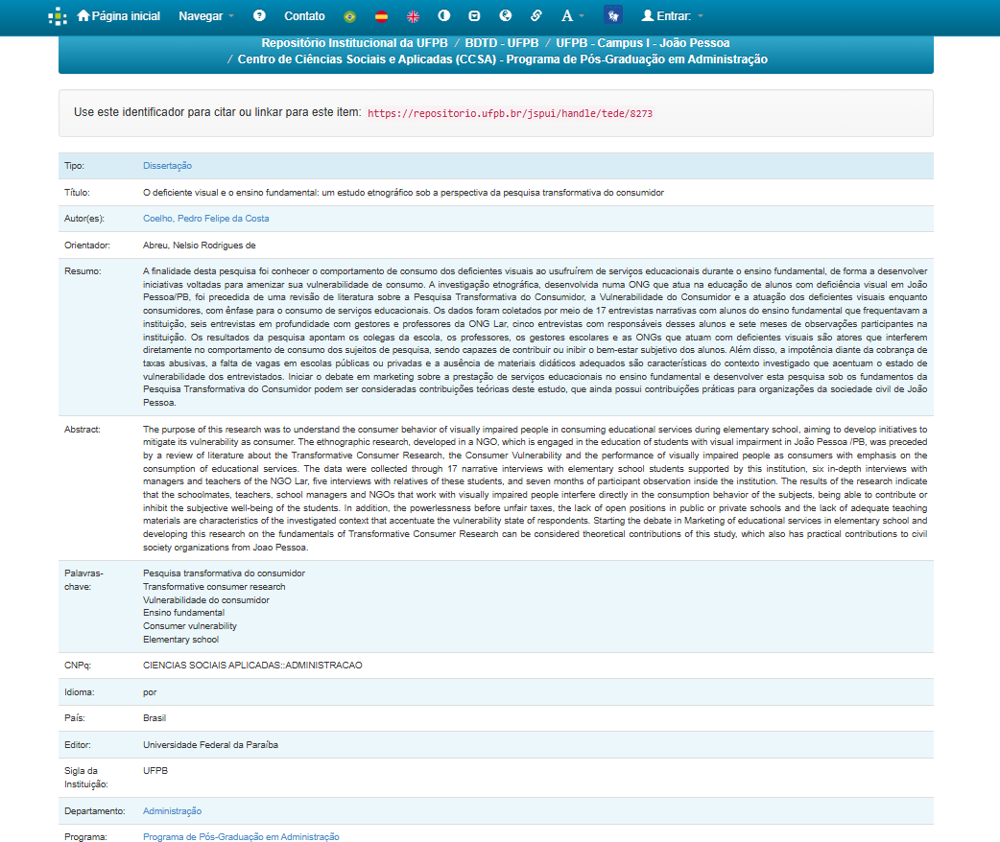 Página inicial Navegar Contato A Entrar:
Repositório Institucional da UFPB / BDTD - UFPB / UFPB - Campus I - João Pessoa
/ Centro de Ciências Sociais e Aplicadas (CCSA) - Programa de Pós-Graduação em Administração
Use este identificador para citar ou linkar para este item: https://repositorio.ufpb.br/jspui/handle/tede/8273
Tipo: Dissertação
Título: O deficiente visual e o ensino fundamental: um estudo etnográfico sob a perspectiva da pesquisa transformativa do consumidor
Autor(es): Coelho, Pedro Felipe da Costa
Orientador: Abreu, Nelsio Rodrigues de
Resumo: A finalidade desta pesquisa foi conhecer o comportamento de consumo dos deficientes visuais ao usufruírem de serviços educacionais durante o ensino fundamental, de forma a desenvolver
iniciativas voltadas para amenizar sua vulnerabilidade de consumo. A investigação etnográfica, desenvolvida numa ONG que atua na educação de alunos com deficiência visual em João
Pessoa/PB, foi precedida de uma revisão de literatura sobre a Pesquisa Transformativa do Consumidor, a Vulnerabilidade do Consumidor e a atuação dos deficientes visuais enquanto
consumidores, com ênfase para o consumo de serviços educacionais. Os dados foram coletados por meio de 17 entrevistas narrativas com alunos do ensino fundamental que frequentavam a
instituição, seis entrevistas em profundidade com gestores e professores da ONG Lar, cinco entrevistas com responsáveis desses alunos e sete meses de observações participantes na
instituição. Os resultados da pesquisa apontam os colegas da escola, os professores, os gestores escolares e as ONGs que atuam com deficientes visuais são atores que interferem
diretamente no comportamento de consumo dos sujeitos de pesquisa, sendo capazes de contribuir ou inibir o bem-estar subjetivo dos alunos. Além disso, a impotência diante da cobrança de
taxas abusivas, a falta de vagas em escolas públicas ou privadas e a ausência de materiais didáticos adequados são características do contexto investigado que acentuam o estado de
vulnerabilidade dos entrevistados. Iniciar o debate em marketing sobre a prestação de serviços educacionais no ensino fundamental e desenvolver esta pesquisa sob os fundamentos da
Pesquisa Transformativa do Consumidor podem ser consideradas contribuições teóricas deste estudo, que ainda possui contribuições práticas para organizações da sociedade civil de João
Pessoa.
Abstract: The purpose of this research was to understand the consumer behavior of visually impaired people in consuming educational services during elementary school, aiming to develop initiatives to
mitigate its vulnerability as consumer. The ethnographic research, developed in a NGO, which is engaged in the education of students with visual impairment in João Pessoa /PB, was preceded
by a review of literature about the Transformative Consumer Research, the Consumer Vulnerability and the performance of visually impaired people as consumers with emphasis on the
consumption of educational services. The data were collected through 17 narrative interviews with elementary school students supported by this institution, six in-depth interviews with
managers and teachers of the NGO Lar, five interviews with relatives of these students, and seven months of participant observation inside the institution. The results of the research indicate
that the schoolmates, teachers, school managers and NGOs that work with visually impaired people interfere directly in the consumption behavior of the subjects, being able to contribute or
inhibit the subjective well-being of the students. In addition, the powerlessness before unfair taxes, the lack of open positions in public or private schools and the lack of adequate teaching
materials are characteristics of the investigated context that accentuate the vulnerability state of respondents. Starting the debate in Marketing of educational services in elementary school and
developing this research on the fundamentals of Transformative Consumer Research can be considered theoretical contributions of this study, which also has practical contributions to civil
society organizations from Joao Pessoa.
Palavras-
chave:
Pesquisa transformativa do consumidor
Transformative consumer research
Vulnerabilidade do consumidor
Ensino fundamental
Consumer vulnerability
Elementary school
CNPq: CIENCIAS SOCIAIS APLICADAS::ADMINISTRACAO
Idioma: por
País: Brasil
Editor: Universidade Federal da Paraíba
Sigla da
Instituição:
UFPB
Departamento: Administração
Programa: Programa de Pós-Graduação em Administração